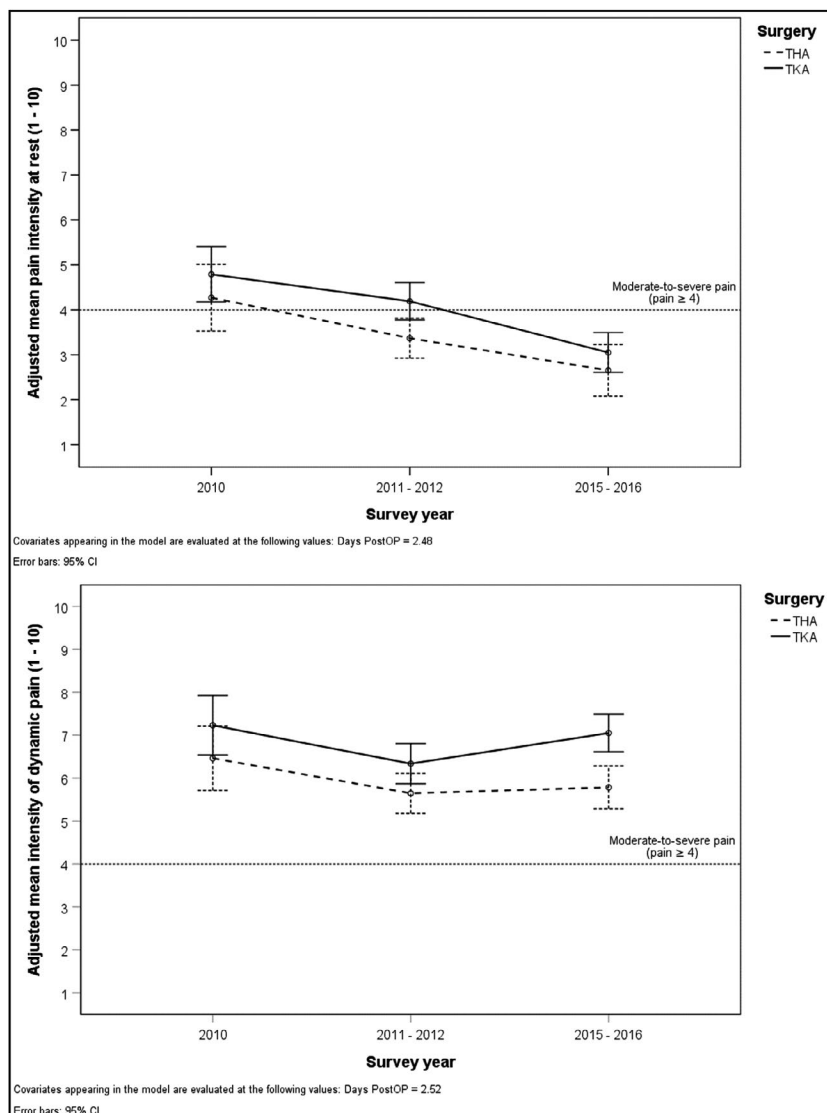 Surgery
THA
TKA
Adjusted mean pain intensity at rest (1 - 10)
10
9
8
7
6
5
4
3
2
1
Moderate-to-severe pain
(pain ≥ 4)
2010
2011 - 2012
2015 - 2016
Survey year
Covariates appearing in the model are evaluated at the following values: Days PostOP = 2.48
Error bars: 95% CI
Surgery
THA
TKA
Adjusted mean intensity of dynamic pain (1 - 10)
10
9
8
7
6
5
4
3
2
1
Moderate-to-severe pain
(pain ≥ 4)
2010
2011 - 2012
2015 - 2016
Survey year
Covariates appearing in the model are evaluated at the following values: Days PostOP = 2.52
Error bars: 95% CI